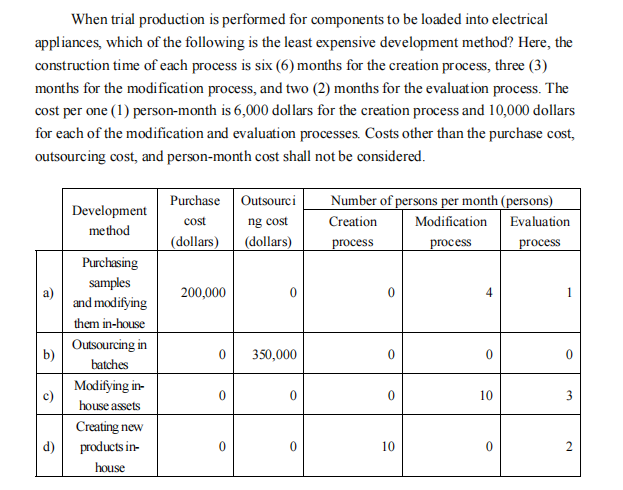 When trial production is performed for components to be loaded into electrical
appliances, which of the following is the least expensive development method? Here, the
construction time of each process is six (6) months for the creation process, three (3)
months for the modification process, and two (2) months for the evaluation process. The
cost per one (1) person-month is 6,000 dollars for the creation process and 10,000 dollars
for each of the modification and evaluation processes. Costs other than the purchase cost,
outsourcing cost, and person-month cost shall not be considered.
Development
method
Purchase
cost
(dollars)
Outsourci
ng cost
(dollars)
Number of persons per month (persons)
Creation
process
Modification
process
Evaluation
process
a)
Purchasing
samples
and modifying
them in-house
200,000
0
0
4
1
b)
Outsourcing in
batches
0
350,000
0
0
0
c)
Modifying in-
house assets
0
0
0
10
3
d)
Creating new
products in-
house
0
0
10
0
2